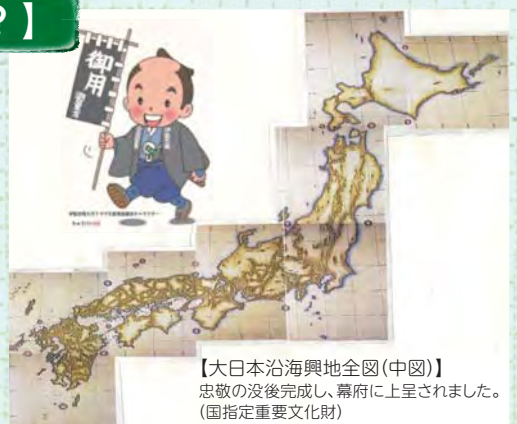 ？】
御用
【大日本沿海興地全図(中図)】
忠敬の没後完成し、幕府に上呈されました。
(国指定重要文化財)